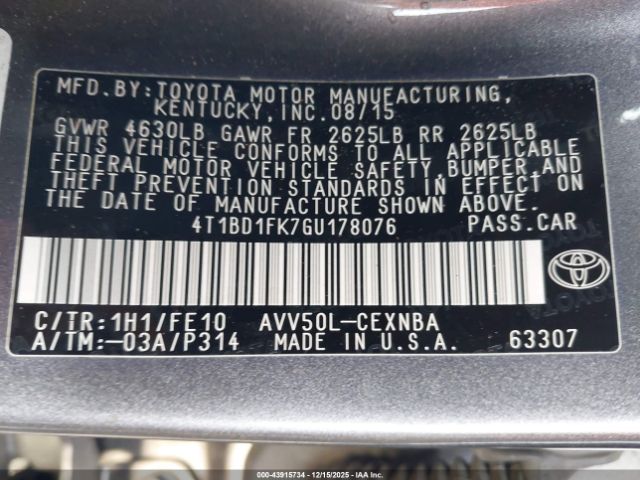 MFD. BY: TOYOTA MOTOR MANUFACTURING,
KENTUCKY, INC. 08/15
GVWR 4630LB GAWR FR 2625LB RR 2625LB
THIS VEHICLE CONFORMS TO ALL APPLICABLE
FEDERAL MOTOR VEHICLE SAFETY, BUMPER, AND
THEFT PREVENTION STANDARDS IN EFFECT ON
THE DATE OF MANUFACTURE SHOWN ABOVE.
4T1BD1FK7GU178076 PASS.CAR
C/TR:1H1/FE10 AVV50L-CEXNBA
A/TM:-03A/P314 MADE IN U.S.A. 63307
000-43915734 - 12/15/2025 - IAA Inc.